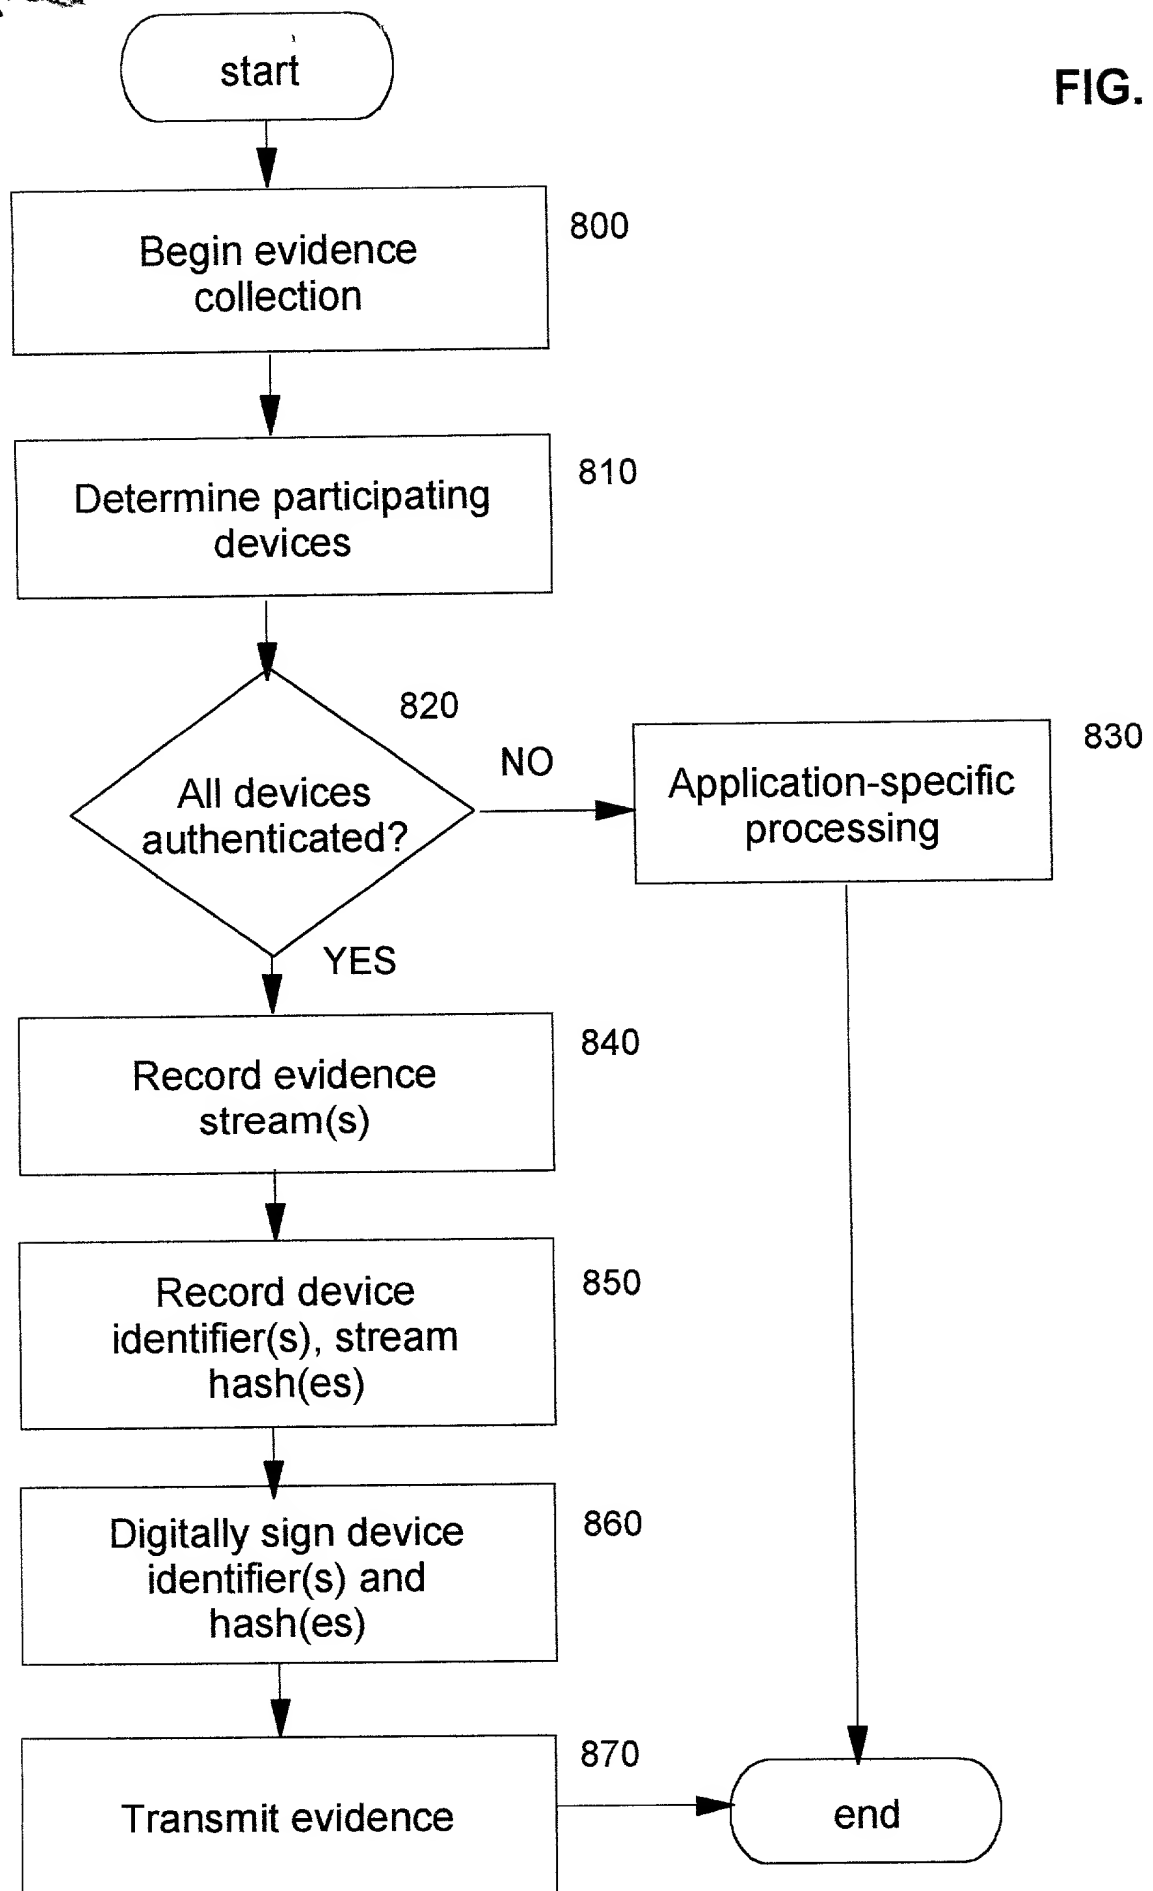 start
FIG.
Begin evidence
collection
800
Determine participating
devices
810
820
All devices
authenticated?
NO
Application-specific
processing
830
YES
Record evidence
stream(s)
840
Record device
identifier(s), stream
hash(es)
850
Digitally sign device
identifier(s) and
hash(es)
860
Transmit evidence
870
end